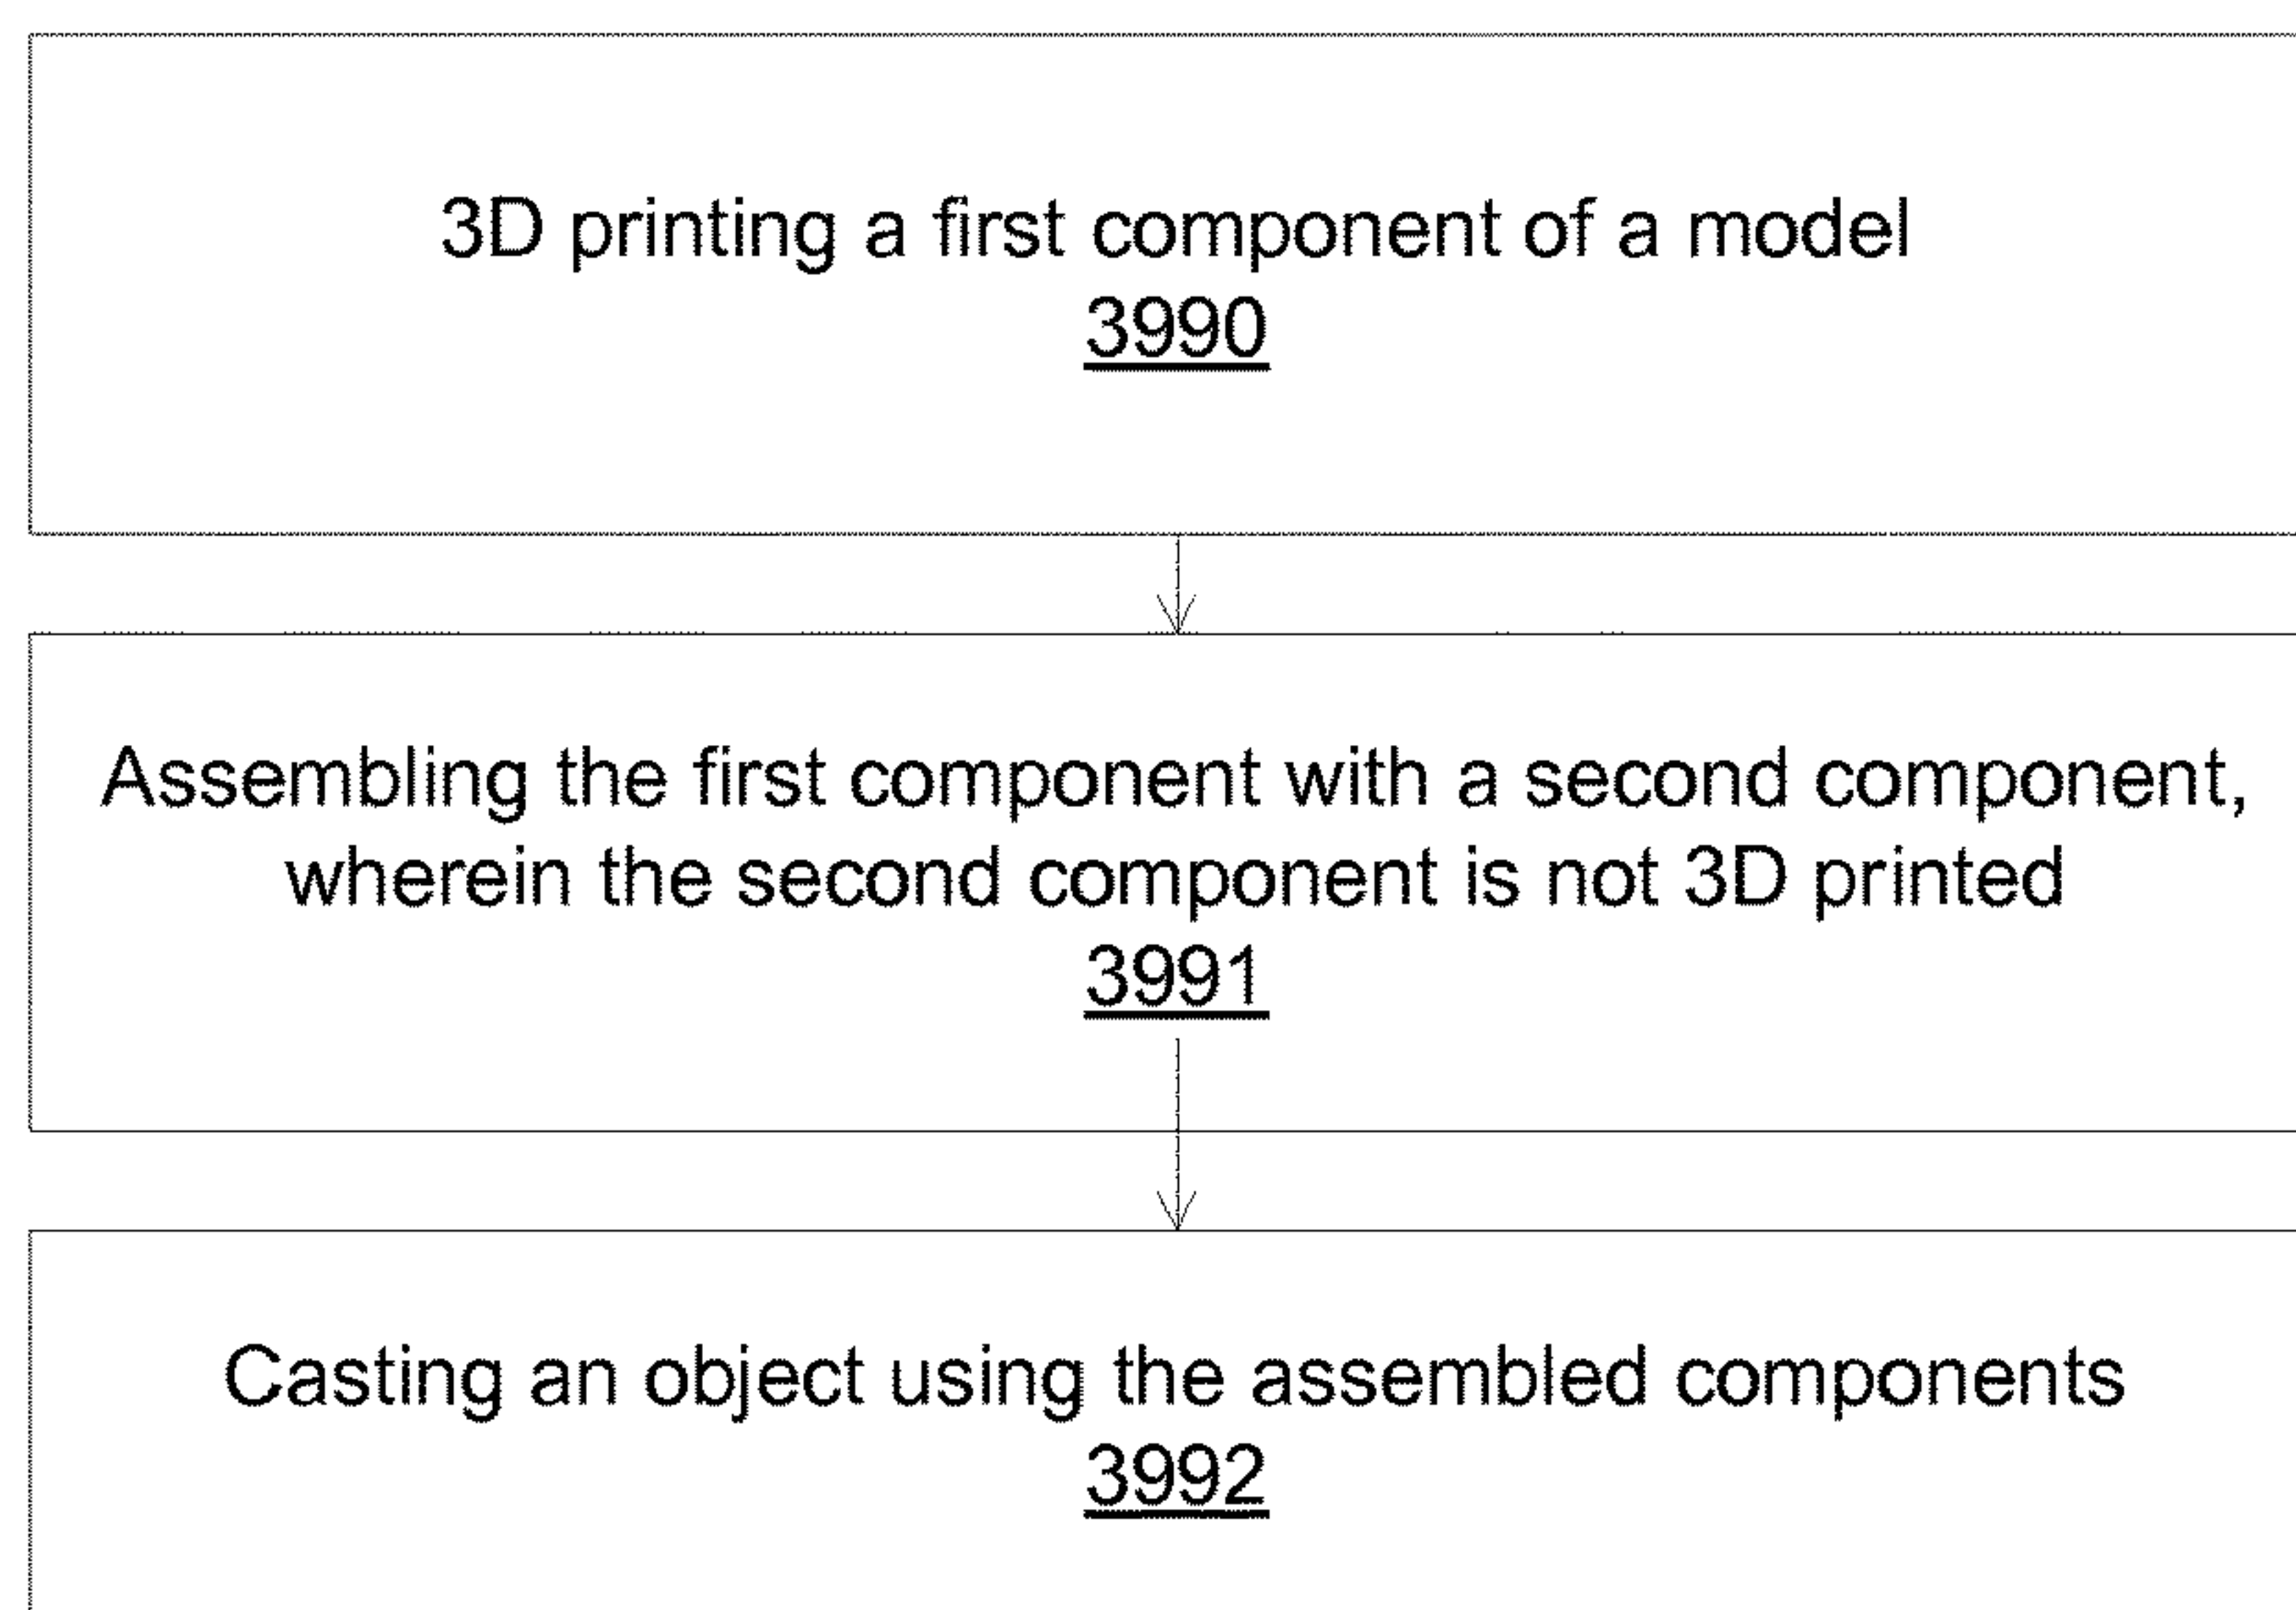 3D printing a first component of a model
3990
Assembling the first component with a second component,
wherein the second component is not 3D printed
3991
Casting an object using the assembled components
3992